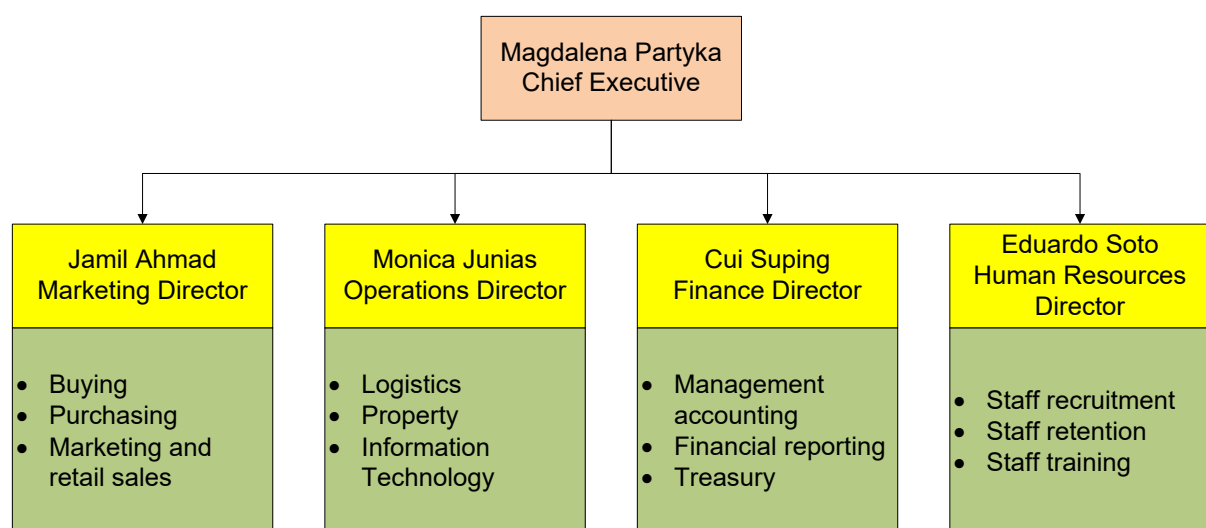 Magdalena Partyka
Chief Executive
Jamil Ahmad
Marketing Director
• Buying
• Purchasing
• Marketing and
retail sales
Monica Junias
Operations Director
• Logistics
• Property
• Information
Technology
Cui Suping
Finance Director
• Management
accounting
• Financial reporting
• Treasury
Eduardo Soto
Human Resources
Director
• Staff recruitment
• Staff retention
• Staff training